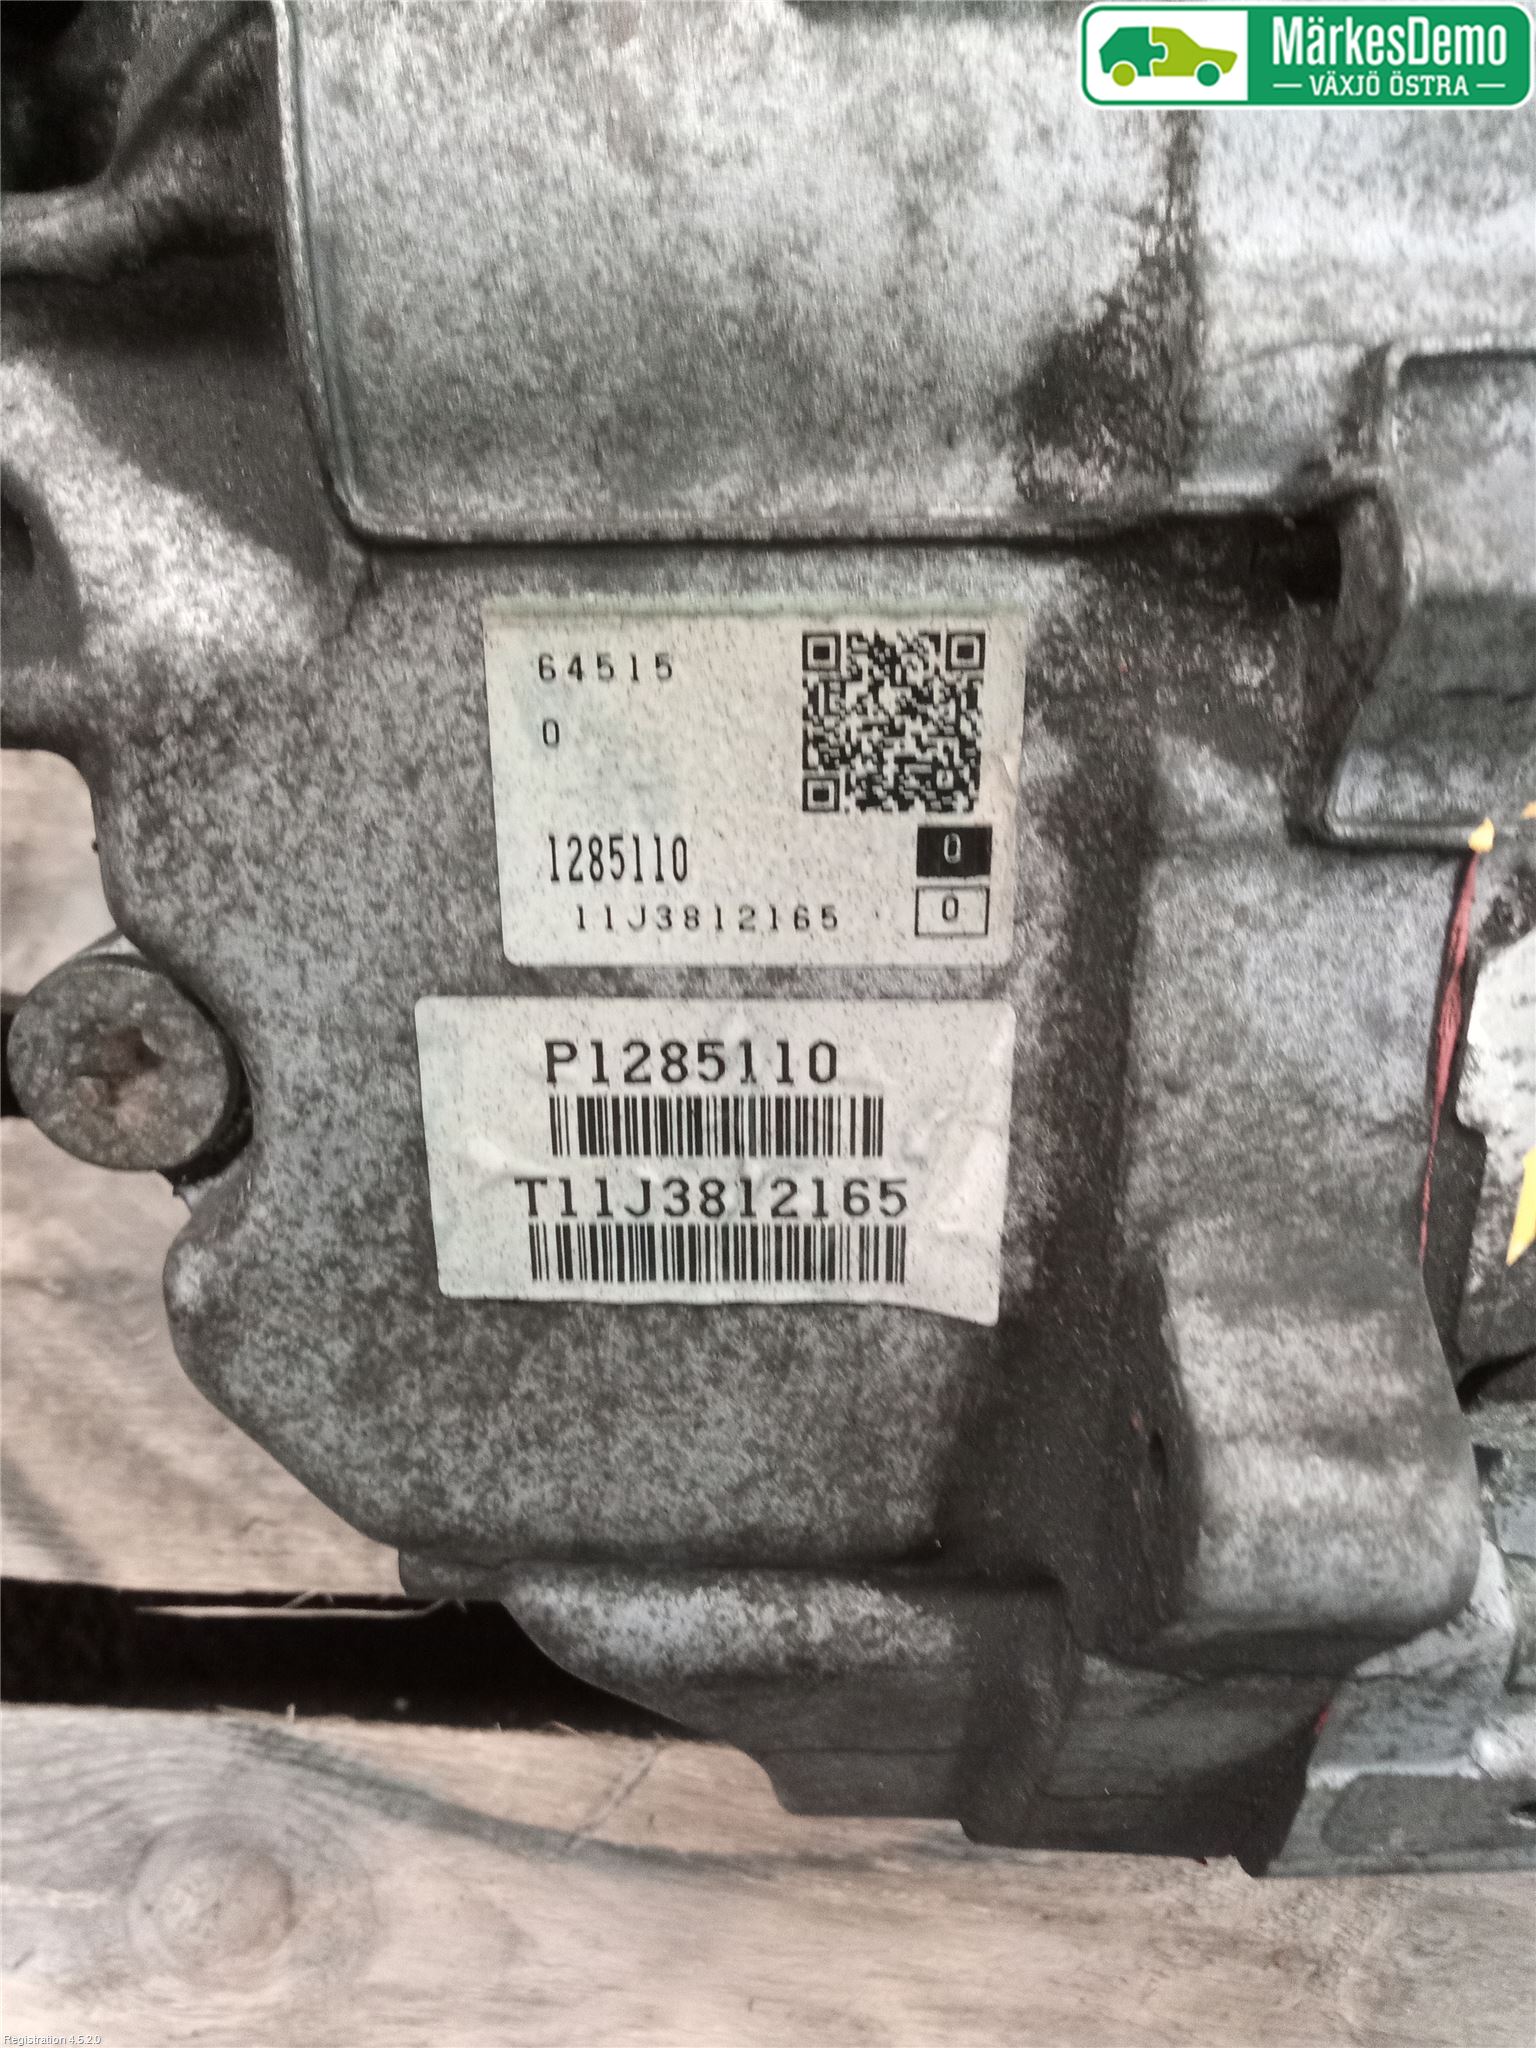 MärkesDemo
VÄXJÖ ÖSTRA
64515
0
1285110
0
11J3812165
0
P1285110
T11J3812165
Registration 4.5.2.0